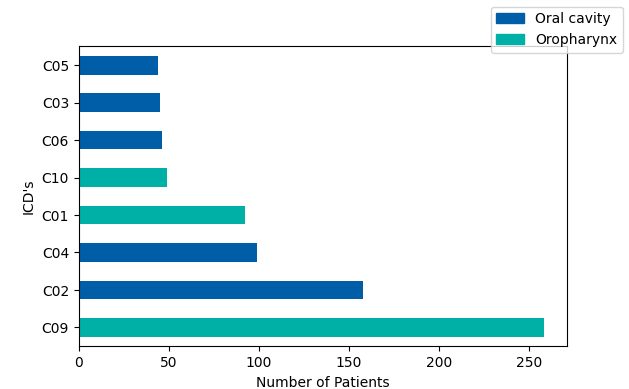 Oral cavity
Oropharynx
C05
C03
C06
C10
C01
C04
C02
C09
ICD's
0 50 100 150 200 250
Number of Patients